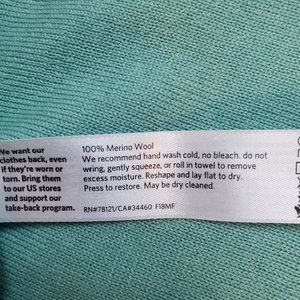 We want our
clothes back, even
if they're worn or
torn. Bring them
to our US stores
and support our
take-back program.
100% Merino Wool
We recommend hand wash cold, no bleach. do not
wring, gently squeeze, or roll in towel to remove
excess moisture. Reshape and lay flat to dry.
Press to restore. May be dry cleaned.
RN#78121/CA#34460 F18MF